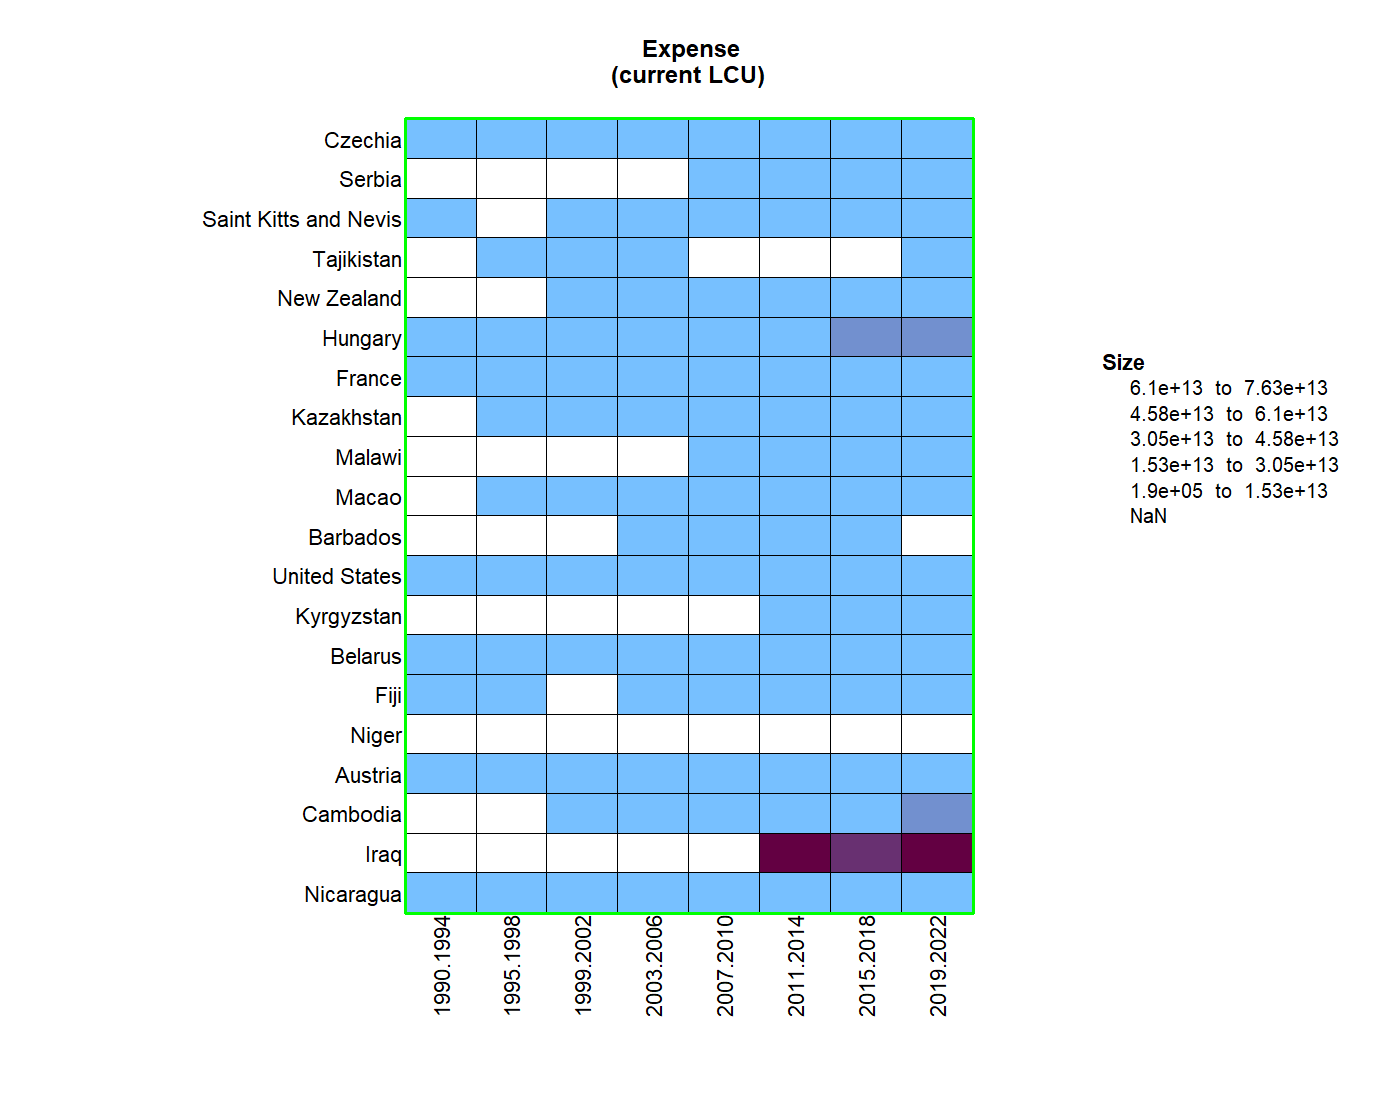 Expense
(current LCU)
Czechia
Serbia
Saint Kitts and Nevis
Tajikistan
New Zealand
Hungary
France
Kazakhstan
Malawi
Macao
Barbados
United States
Kyrgyzstan
Belarus
Fiji
Niger
Austria
Cambodia
Iraq
Nicaragua
1990.1994
1995.1998
1999.2002
2003.2006
2007.2010
2011.2014
2015.2018
2019.2022
Size
6.1e+13 to 7.63e+13
4.58e+13 to 6.1e+13
3.05e+13 to 4.58e+13
1.53e+13 to 3.05e+13
1.9e+05 to 1.53e+13
NaN